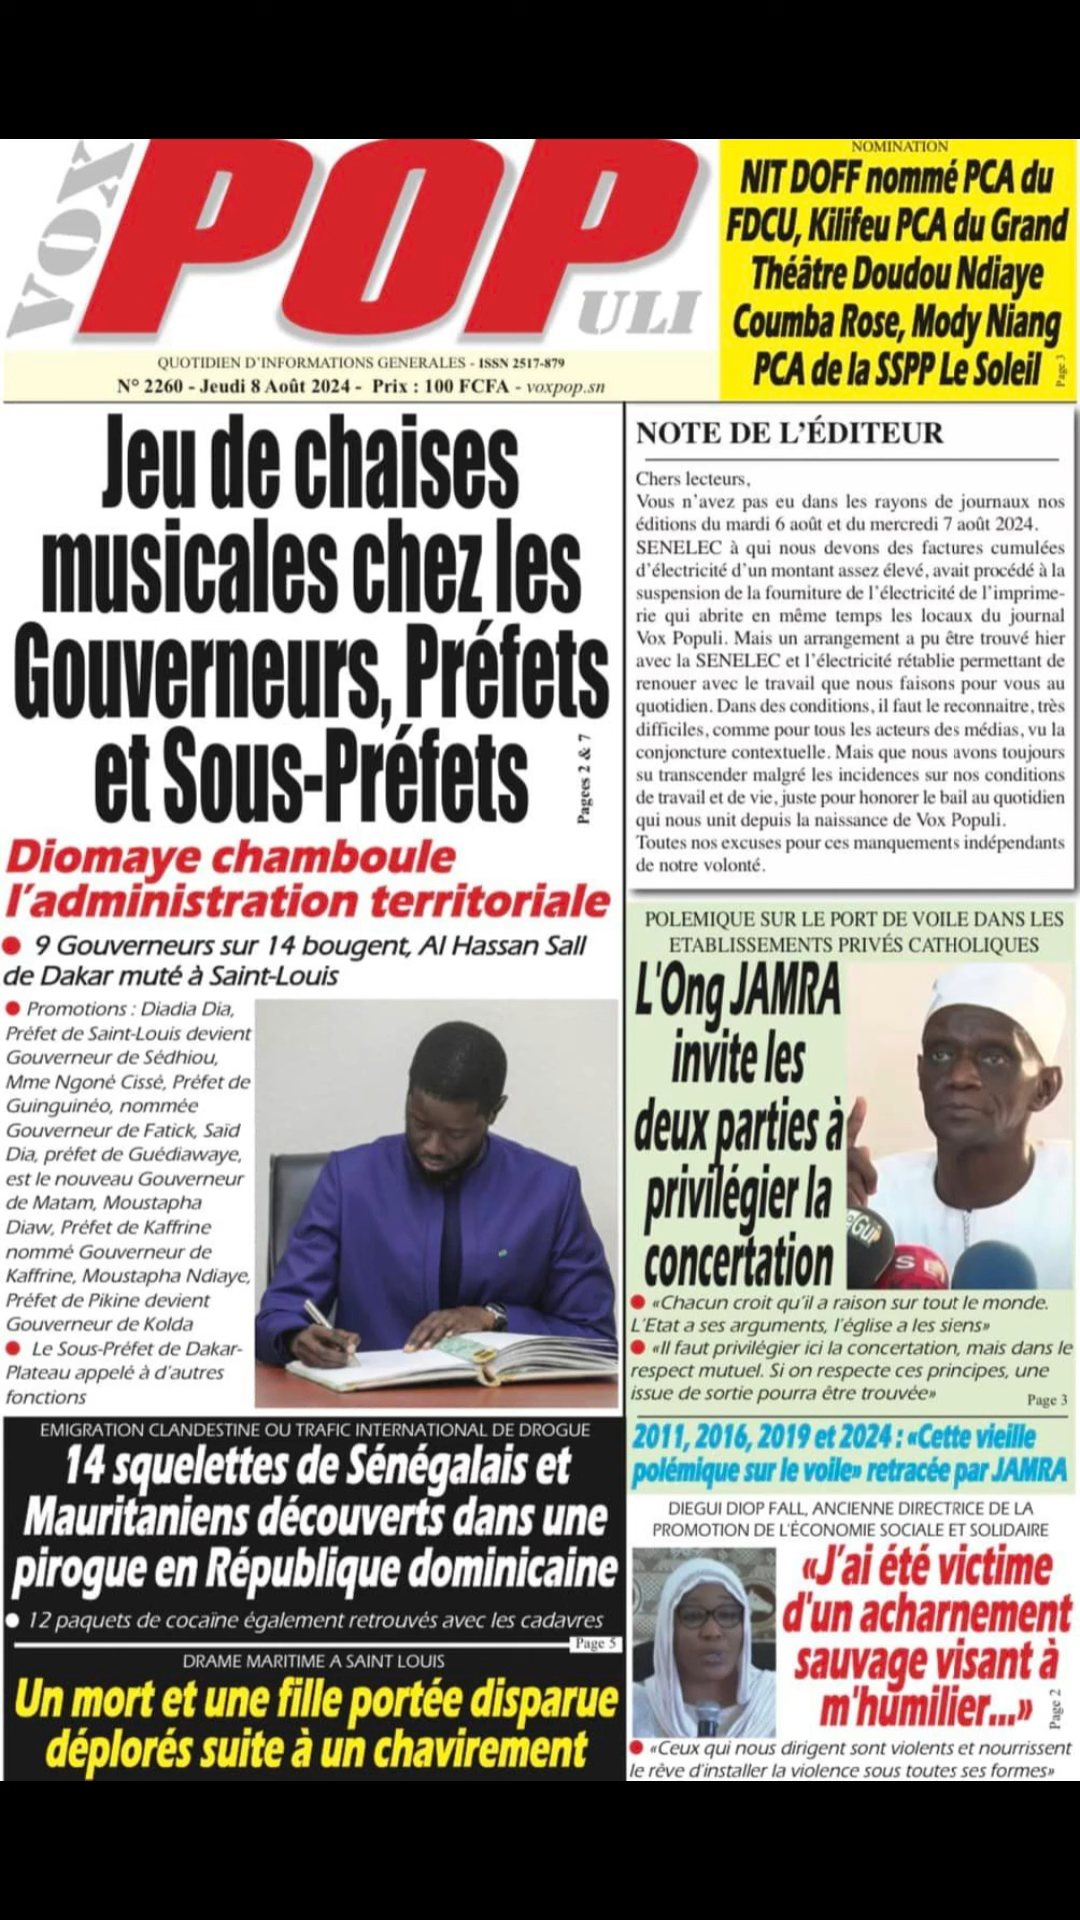 VOX POPULI
QUOTIDIEN D'INFORMATIONS GENERALES - ISSN 2517-879
N° 2260 - Jeudi 8 Août 2024 - Prix : 100 FCFA - voxpop.sn
NOMINATION
NIT DOFF nommé PCA du
FDCU, Kilifeu PCA du Grand
Théâtre Doudou Ndiaye
Coumba Rose, Mody Niang
PCA de la SSPP Le Soleil
Page 3
Jeu de chaises
musicales chez les
Gouverneurs, Préfets
et Sous-Préfets
Pagees 2 & 7
Diomaye chamboule
l'administration territoriale
● 9 Gouverneurs sur 14 bougent, Al Hassan Sall
de Dakar muté à Saint-Louis
● Promotions : Diadia Dia,
Préfet de Saint-Louis devient
Gouverneur de Sédhiou,
Mme Ngoné Cissé, Préfet de
Guinguinéo, nommée
Gouverneur de Fatick, Saïd
Dia, préfet de Guédiawaye,
est le nouveau Gouverneur
de Matam, Moustapha
Diaw, Préfet de Kaffrine
nommé Gouverneur de
Kaffrine, Moustapha Ndiaye,
Préfet de Pikine devient
Gouverneur de Kolda
● Le Sous-Préfet de Dakar-
Plateau appelé à d'autres
fonctions
NOTE DE L'ÉDITEUR
Chers lecteurs,
Vous n'avez pas eu dans les rayons de journaux nos
éditions du mardi 6 août et du mercredi 7 août 2024.
SENELEC à qui nous devons des factures cumulées
d'électricité d'un montant assez élevé, avait procédé à la
suspension de la fourniture de l'électricité de l'imprime-
rie qui abrite en même temps les locaux du journal
Vox Populi. Mais un arrangement a pu être trouvé hier
avec la SENELEC et l'électricité rétablie permettant de
renouer avec le travail que nous faisons pour vous au
quotidien. Dans des conditions, il faut le reconnaitre, très
difficiles, comme pour tous les acteurs des médias, vu la
conjoncture contextuelle. Mais que nous avons toujours
su transcender malgré les incidences sur nos conditions
de travail et de vie, juste pour honorer le bail au quotidien
qui nous unit depuis la naissance de Vox Populi.
Toutes nos excuses pour ces manquements indépendants
de notre volonté.
POLEMIQUE SUR LE PORT DE VOILE DANS LES
ETABLISSEMENTS PRIVÉS CATHOLIQUES
L'Ong JAMRA
invite les
deux parties à
privilégier la
concertation
● «Chacun croit qu'il a raison sur tout le monde.
L'Etat a ses arguments, l'église a les siens»
● «Il faut privilégier ici la concertation, mais dans le
respect mutuel. Si on respecte ces principes, une
issue de sortie pourra être trouvée»
Page 3
2011, 2016, 2019 et 2024 : «Cette vieille
polémique sur le voile» retracée par JAMRA
EMIGRATION CLANDESTINE OU TRAFIC INTERNATIONAL DE DROGUE
14 squelettes de Sénégalais et
Mauritaniens découverts dans une
pirogue en République dominicaine
● 12 paquets de cocaïne également retrouvés avec les cadavres
Page 5
DRAME MARITIME A SAINT LOUIS
Un mort et une fille portée disparue
déplorés suite à un chavirement
DIEGUI DIOP FALL, ANCIENNE DIRECTRICE DE LA
PROMOTION DE L'ÉCONOMIE SOCIALE ET SOLIDAIRE
«J'ai été victime
d'un acharnement
sauvage visant à
m'humilier...»
Page 2
● «Ceux qui nous dirigent sont violents et nourrissent
le rêve d'installer la violence sous toutes ses formes»